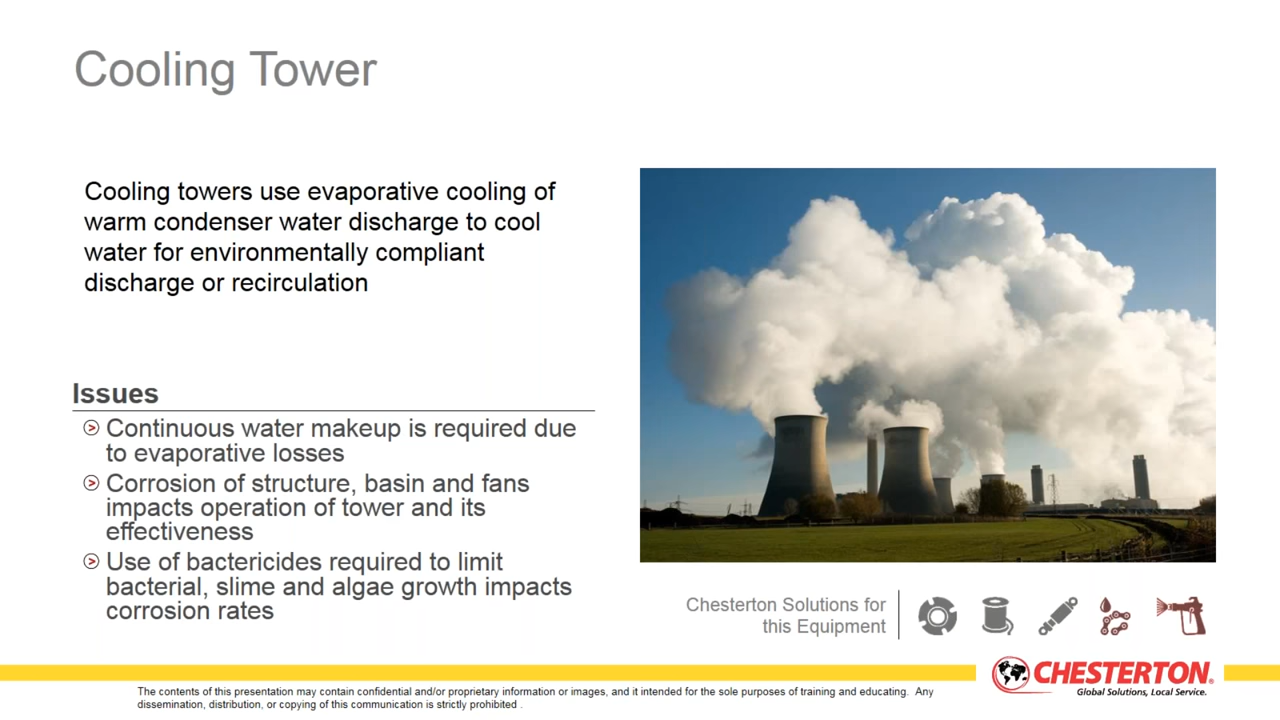 Cooling Tower
Cooling towers use evaporative cooling of
warm condenser water discharge to cool
water for environmentally compliant
discharge or recirculation
Issues
Continuous water makeup is required due
to evaporative losses
Corrosion of structure, basin and fans
impacts operation of tower and its
effectiveness
Use of bactericides required to limit
bacterial, slime and algae growth impacts
corrosion rates
Chesterton Solutions for
this Equipment
CHESTERTON®
Global Solutions, Local Service.
The contents of this presentation may contain confidential and/or proprietary information or images, and it intended for the sole purposes of training and educating. Any
dissemination, distribution, or copying of this communication is strictly prohibited .